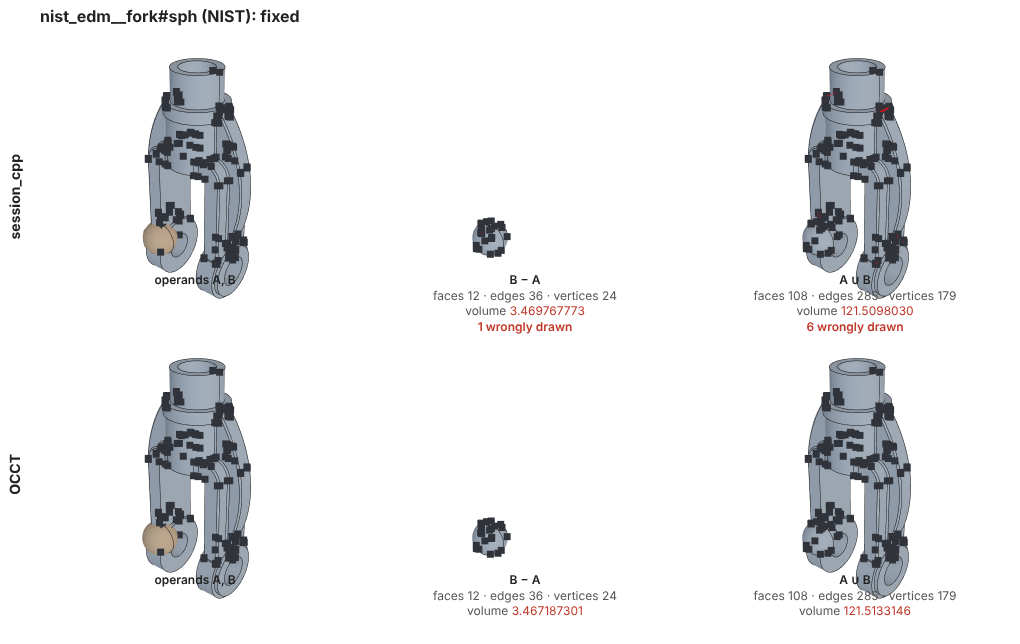 nist_edm__fork#sph (NIST): fixed
session_cpp
operands A, B
B − A
faces 12 · edges 36 · vertices 24
volume 3.469767773
1 wrongly drawn
A ∪ B
faces 108 · edges 285 · vertices 179
volume 121.5098030
6 wrongly drawn
OCCT
operands A, B
B − A
faces 12 · edges 36 · vertices 24
volume 3.467187301
A ∪ B
faces 108 · edges 285 · vertices 179
volume 121.5133146